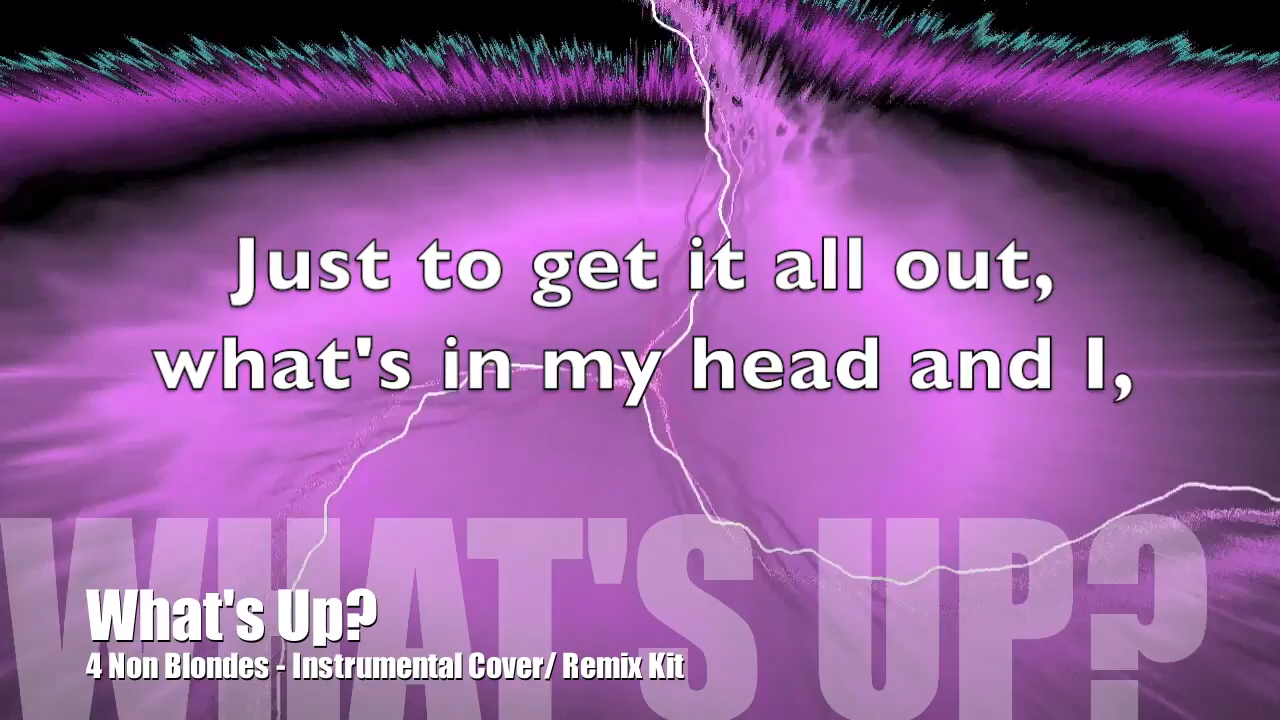 Just to get it all out,
what's in my head and I,
WHAT'S UP?
What's Up?
4 Non Blondes - Instrumental Cover/ Remix Kit